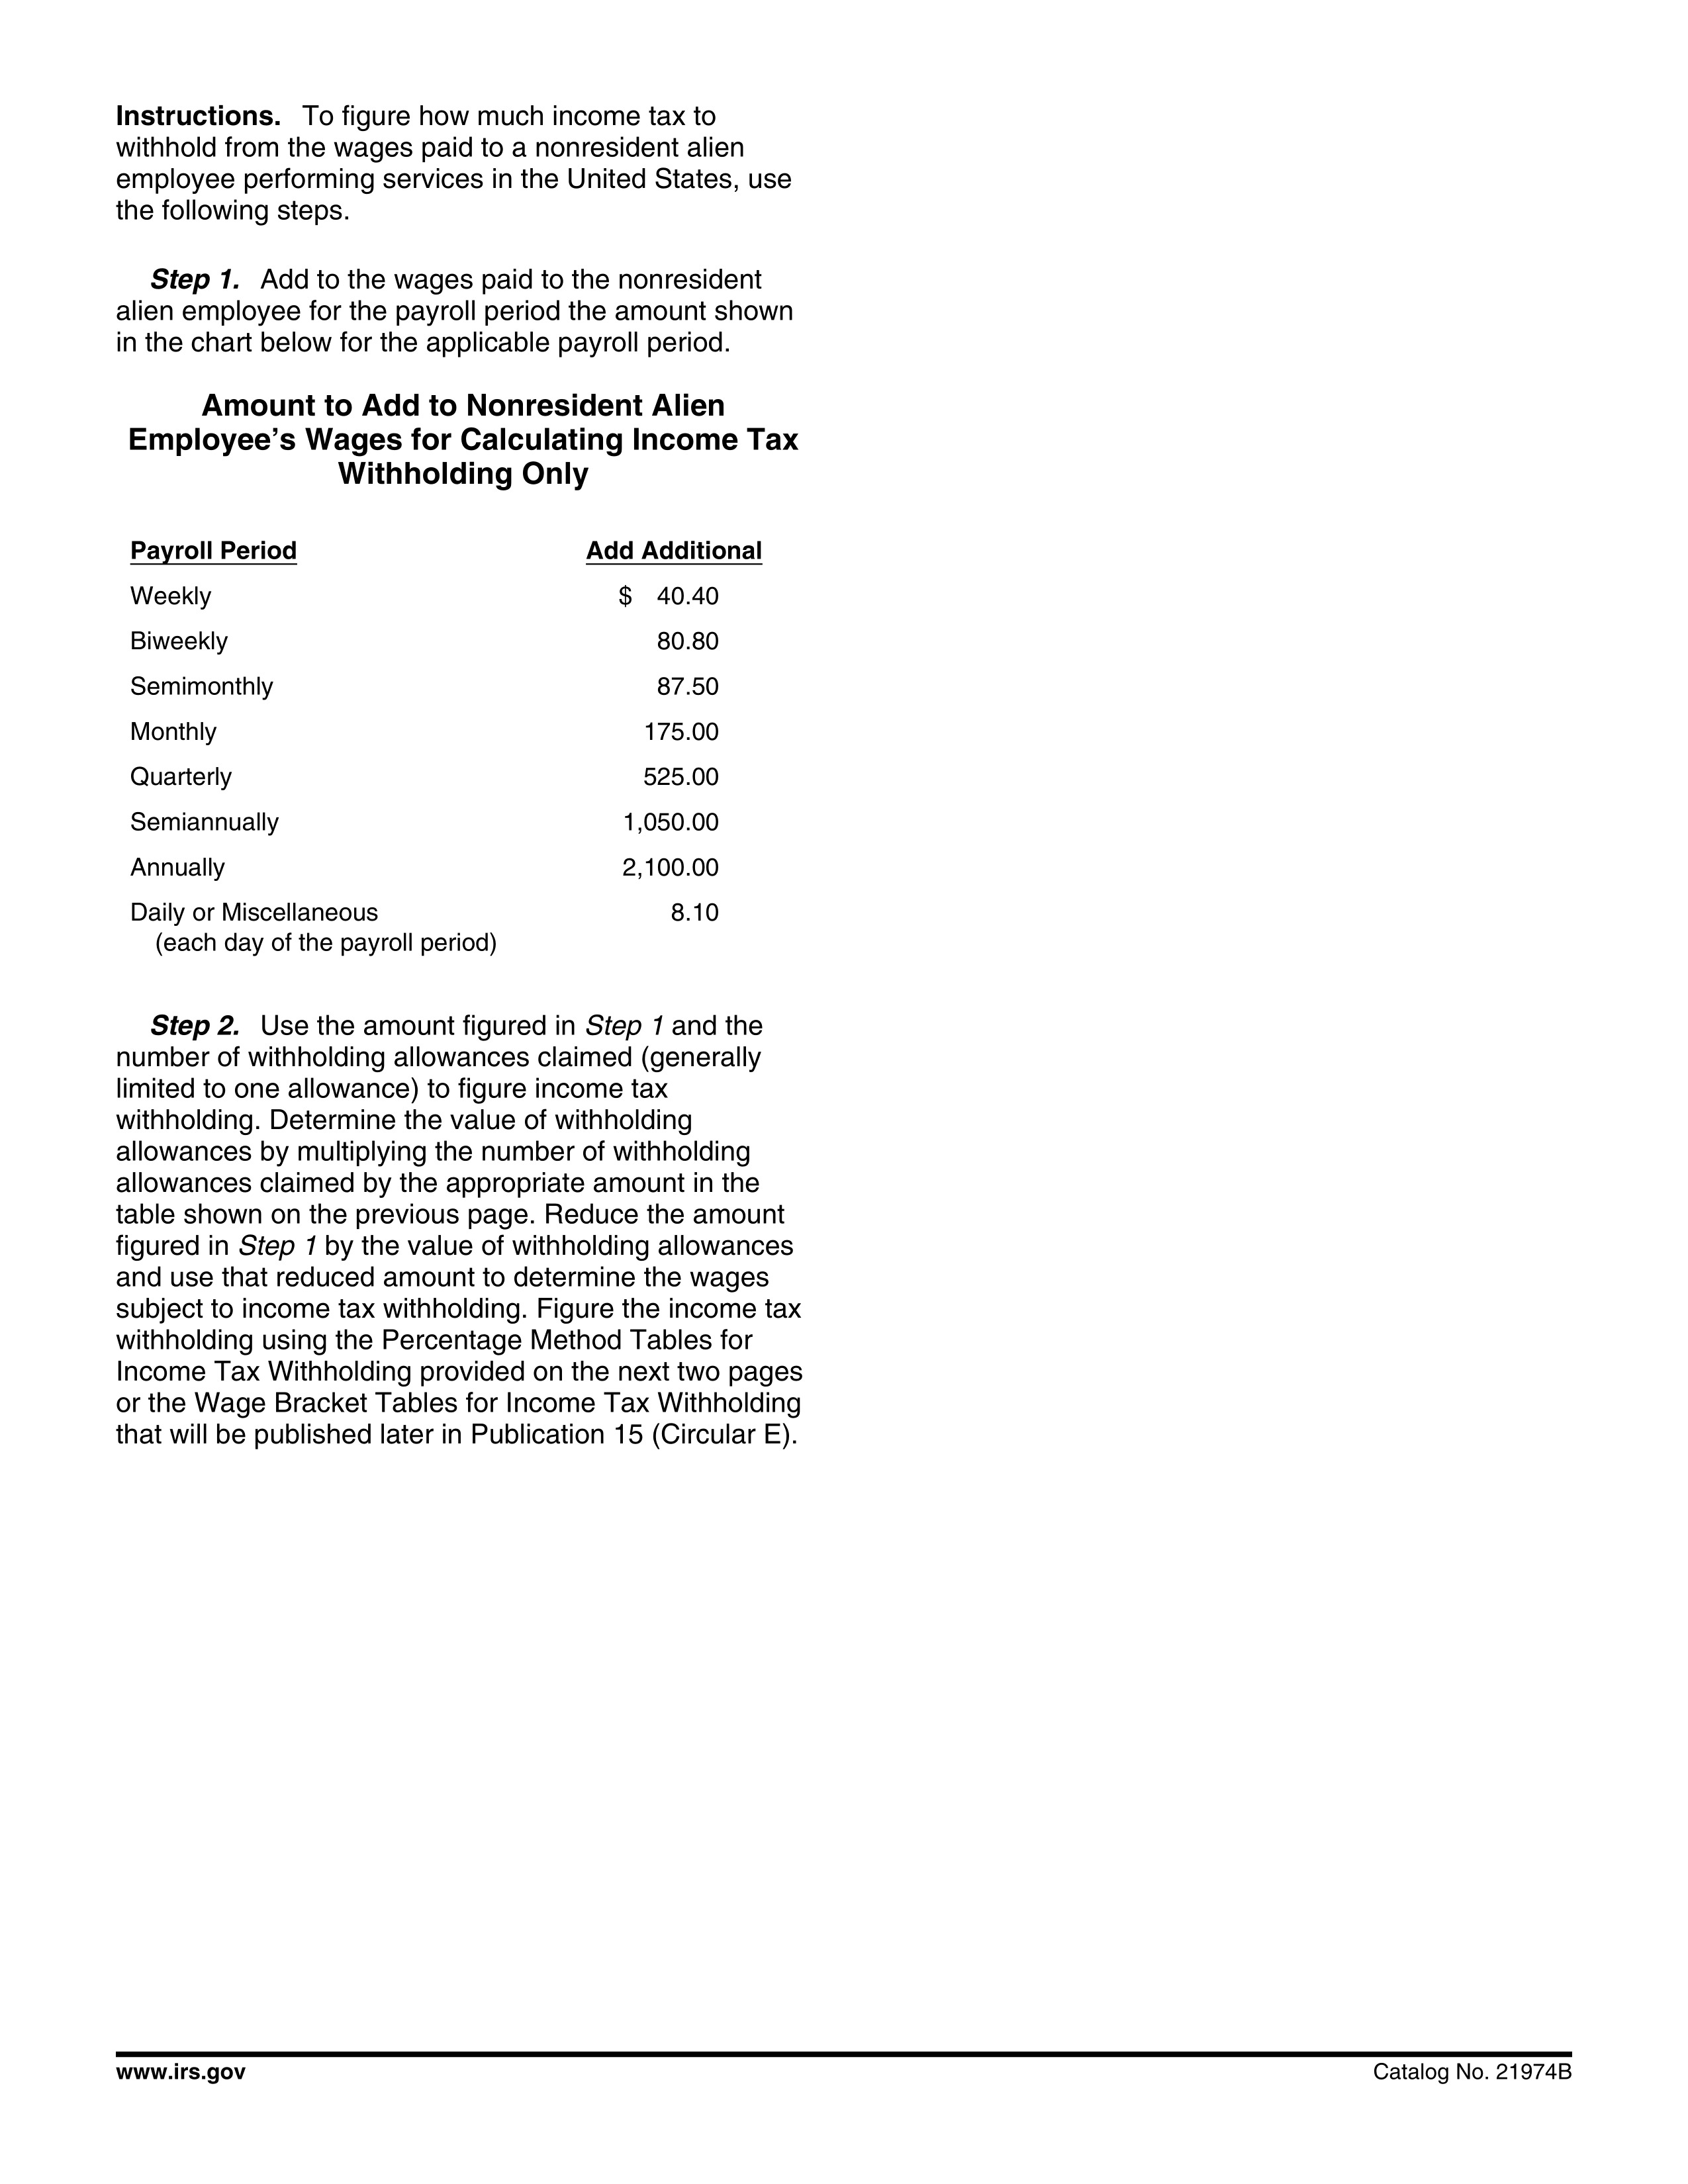 Instructions. To figure how much income tax to
withhold from the wages paid to a nonresident alien
employee performing services in the United States, use
the following steps.
Step 1. Add to the wages paid to the nonresident
alien employee for the payroll period the amount shown
in the chart below for the applicable payroll period.
Amount to Add to Nonresident Alien
Employee’s Wages for Calculating Income Tax
Withholding Only
Payroll Period Add Additional
Weekly $ 40.40
Biweekly 80.80
Semimonthly 87.50
Monthly 175.00
Quarterly 525.00
Semiannually 1,050.00
Annually 2,100.00
Daily or Miscellaneous 8.10
(each day of the payroll period)
Step 2. Use the amount figured in Step 1 and the
number of withholding allowances claimed (generally
limited to one allowance) to figure income tax
withholding. Determine the value of withholding
allowances by multiplying the number of withholding
allowances claimed by the appropriate amount in the
table shown on the previous page. Reduce the amount
figured in Step 1 by the value of withholding allowances
and use that reduced amount to determine the wages
subject to income tax withholding. Figure the income tax
withholding using the Percentage Method Tables for
Income Tax Withholding provided on the next two pages
or the Wage Bracket Tables for Income Tax Withholding
that will be published later in Publication 15 (Circular E).
www.irs.gov Catalog No. 21974B